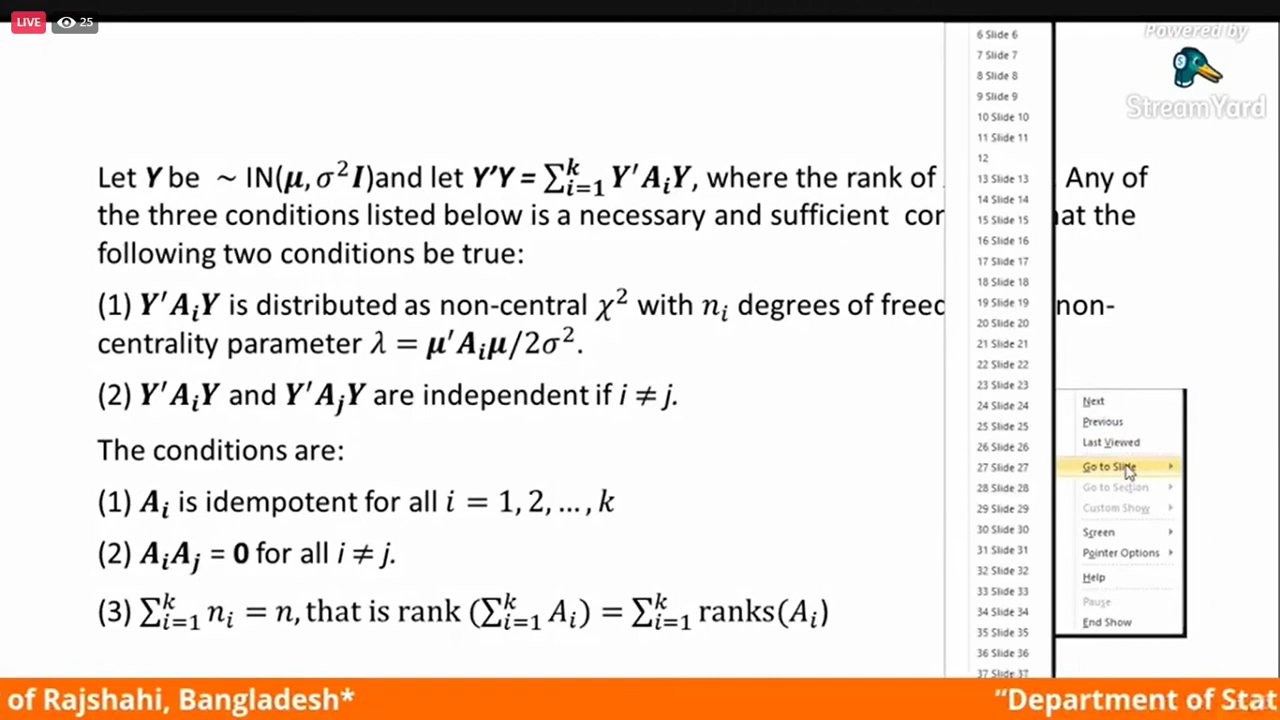 LIVE 25
Powered by
StreamYard
Let Y be ~ IN(μ, σ²I)and let Y′Y = ∑ᵢ₌₁ᵏ Y′AᵢY, where the rank of Any of
the three conditions listed below is a necessary and sufficient con at the
following two conditions be true:
(1) Y′AᵢY is distributed as non-central χ² with nᵢ degrees of freed non-
centrality parameter λ = μ′Aᵢμ/2σ².
(2) Y′AᵢY and Y′AⱼY are independent if i ≠ j.
The conditions are:
(1) Aᵢ is idempotent for all i = 1, 2, …, k
(2) AᵢAⱼ = 0 for all i ≠ j.
(3) ∑ᵢ₌₁ᵏ nᵢ = n, that is rank (∑ᵢ₌₁ᵏ Aᵢ) = ∑ᵢ₌₁ᵏ ranks(Aᵢ)
6 Slide 6
7 Slide 7
8 Slide 8
9 Slide 9
10 Slide 10
11 Slide 11
12
13 Slide 13
14 Slide 14
15 Slide 15
16 Slide 16
17 Slide 17
18 Slide 18
19 Slide 19
20 Slide 20
21 Slide 21
22 Slide 22
23 Slide 23
24 Slide 24
25 Slide 25
26 Slide 26
27 Slide 27
28 Slide 28
29 Slide 29
30 Slide 30
31 Slide 31
32 Slide 32
33 Slide 33
34 Slide 34
35 Slide 35
36 Slide 36
37 Slide 37
Next
Previous
Last Viewed
Go to Slide
Go to Section
Custom Show
Screen
Pointer Options
Help
Pause
End Show
of Rajshahi, Bangladesh* "Department of Stat